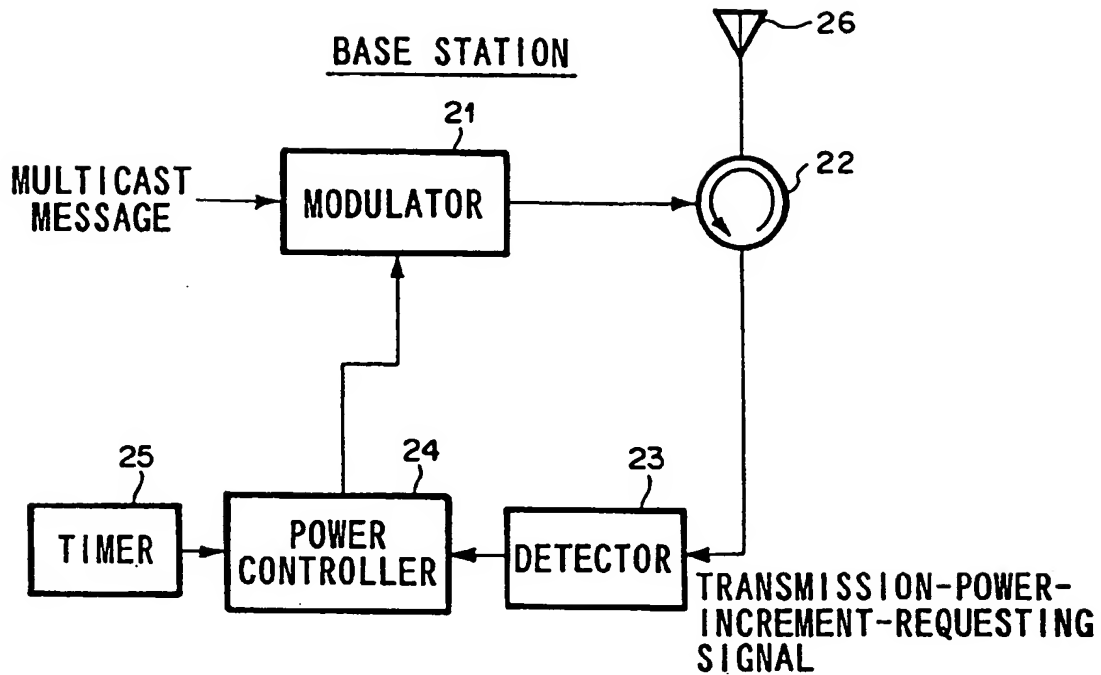 26
BASE STATION
21
MULTICAST
MESSAGE
MODULATOR
22
25
TIMER
24
POWER
CONTROLLER
23
DETECTOR
TRANSMISSION-POWER-
INCREMENT-REQUESTING
SIGNAL